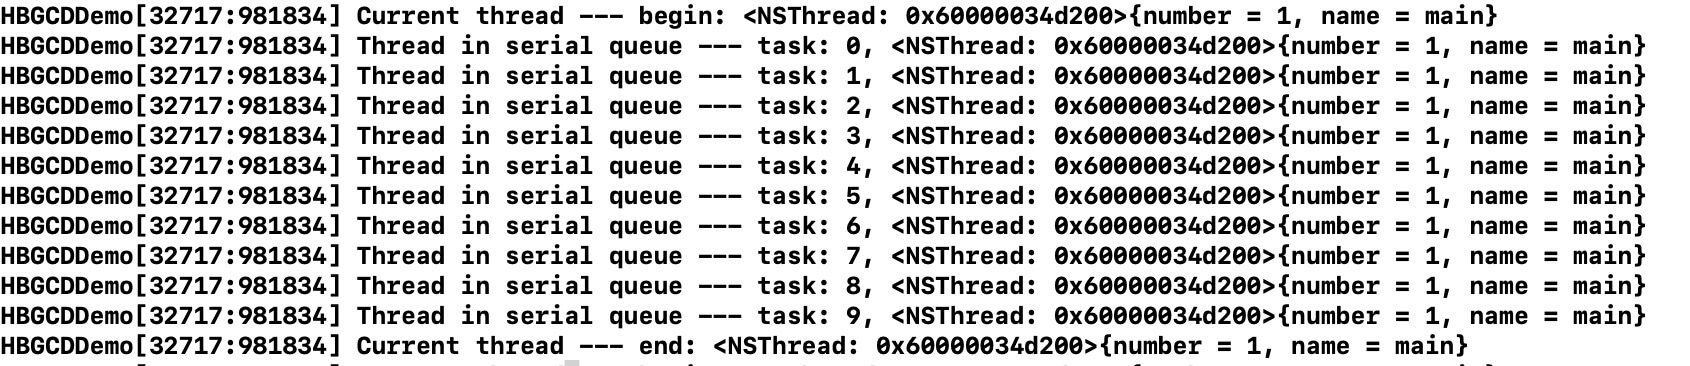 HBGCDDemo[32717:981834] Current thread --- begin: <NSThread: 0x60000034d200>{number = 1, name = main}
HBGCDDemo[32717:981834] Thread in serial queue --- task: 0, <NSThread: 0x60000034d200>{number = 1, name = main}
HBGCDDemo[32717:981834] Thread in serial queue --- task: 1, <NSThread: 0x60000034d200>{number = 1, name = main}
HBGCDDemo[32717:981834] Thread in serial queue --- task: 2, <NSThread: 0x60000034d200>{number = 1, name = main}
HBGCDDemo[32717:981834] Thread in serial queue --- task: 3, <NSThread: 0x60000034d200>{number = 1, name = main}
HBGCDDemo[32717:981834] Thread in serial queue --- task: 4, <NSThread: 0x60000034d200>{number = 1, name = main}
HBGCDDemo[32717:981834] Thread in serial queue --- task: 5, <NSThread: 0x60000034d200>{number = 1, name = main}
HBGCDDemo[32717:981834] Thread in serial queue --- task: 6, <NSThread: 0x60000034d200>{number = 1, name = main}
HBGCDDemo[32717:981834] Thread in serial queue --- task: 7, <NSThread: 0x60000034d200>{number = 1, name = main}
HBGCDDemo[32717:981834] Thread in serial queue --- task: 8, <NSThread: 0x60000034d200>{number = 1, name = main}
HBGCDDemo[32717:981834] Thread in serial queue --- task: 9, <NSThread: 0x60000034d200>{number = 1, name = main}
HBGCDDemo[32717:981834] Current thread --- end: <NSThread: 0x60000034d200>{number = 1, name = main}